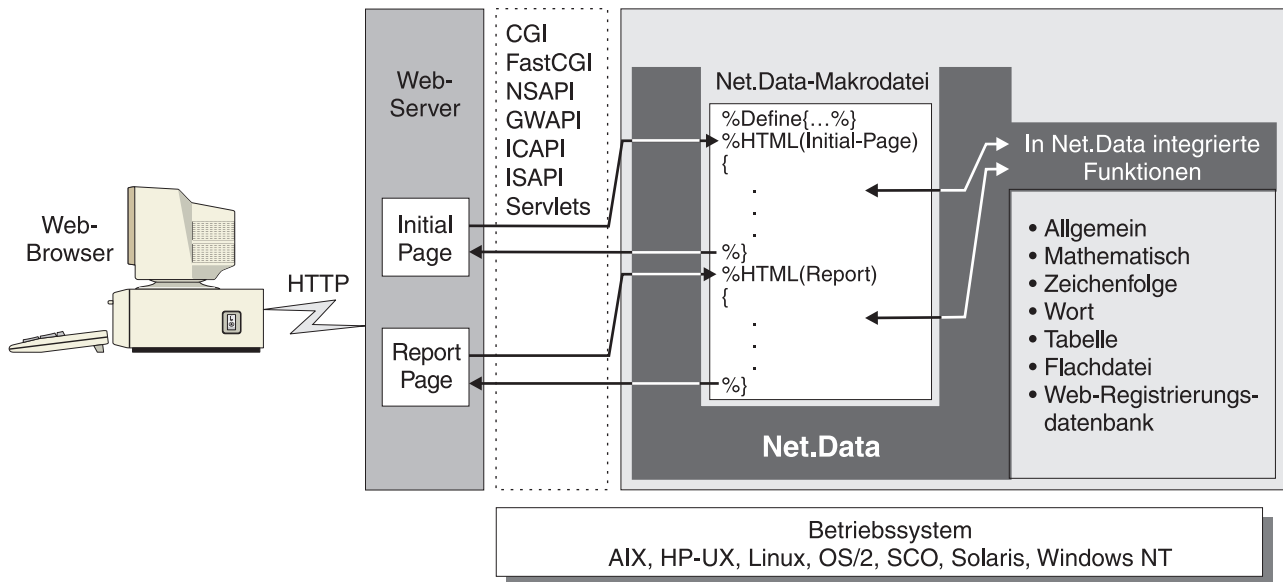 Web-
Browser
HTTP
Web-
Server
Initial
Page
Report
Page
CGI
FastCGI
NSAPI
GWAPI
ICAPI
ISAPI
Servlets
Net.Data-Makrodatei
%Define{...%}
%HTML(Initial-Page)
{
.
.
.
%}
%HTML(Report)
{
.
.
.
%}
Net.Data
In Net.Data integrierte
Funktionen
• Allgemein
• Mathematisch
• Zeichenfolge
• Wort
• Tabelle
• Flachdatei
• Web-Registrierungs-
datenbank
Betriebssystem
AIX, HP-UX, Linux, OS/2, SCO, Solaris, Windows NT